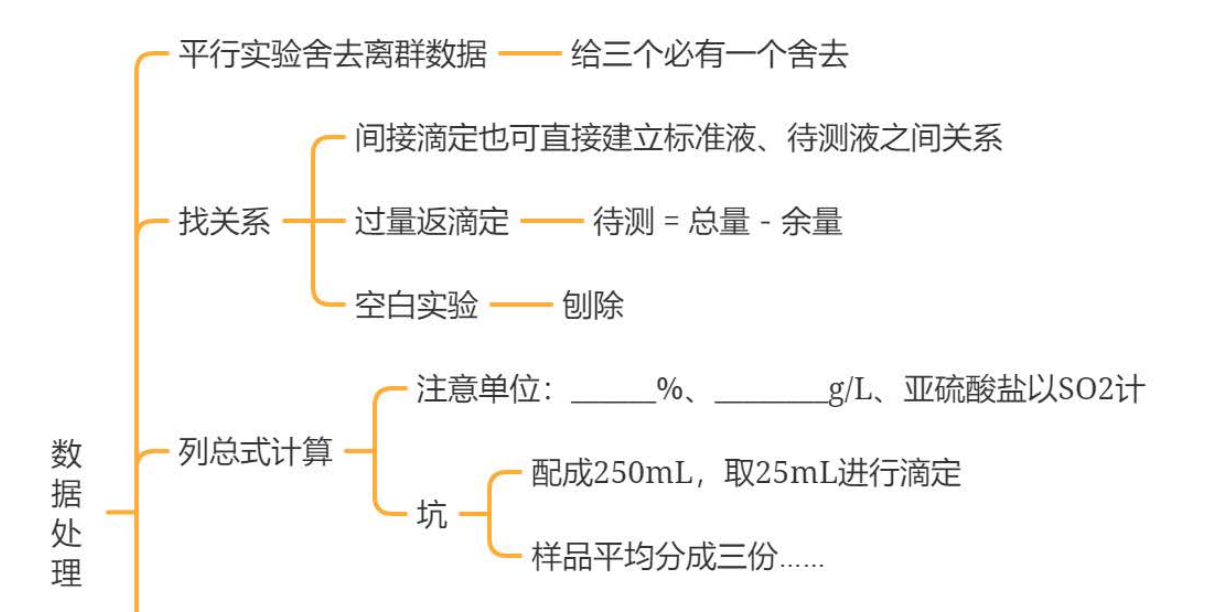 平行实验舍去离群数据
给三个必有一个舍去
间接滴定也可直接建立标准液、待测液之间关系
找关系
过量返滴定
待测 = 总量 - 余量
空白实验
刨除
注意单位：______%、________g/L、亚硫酸盐以SO2计
列总式计算
配成250mL，取25mL进行滴定
坑
样品平均分成三份......
数据处理